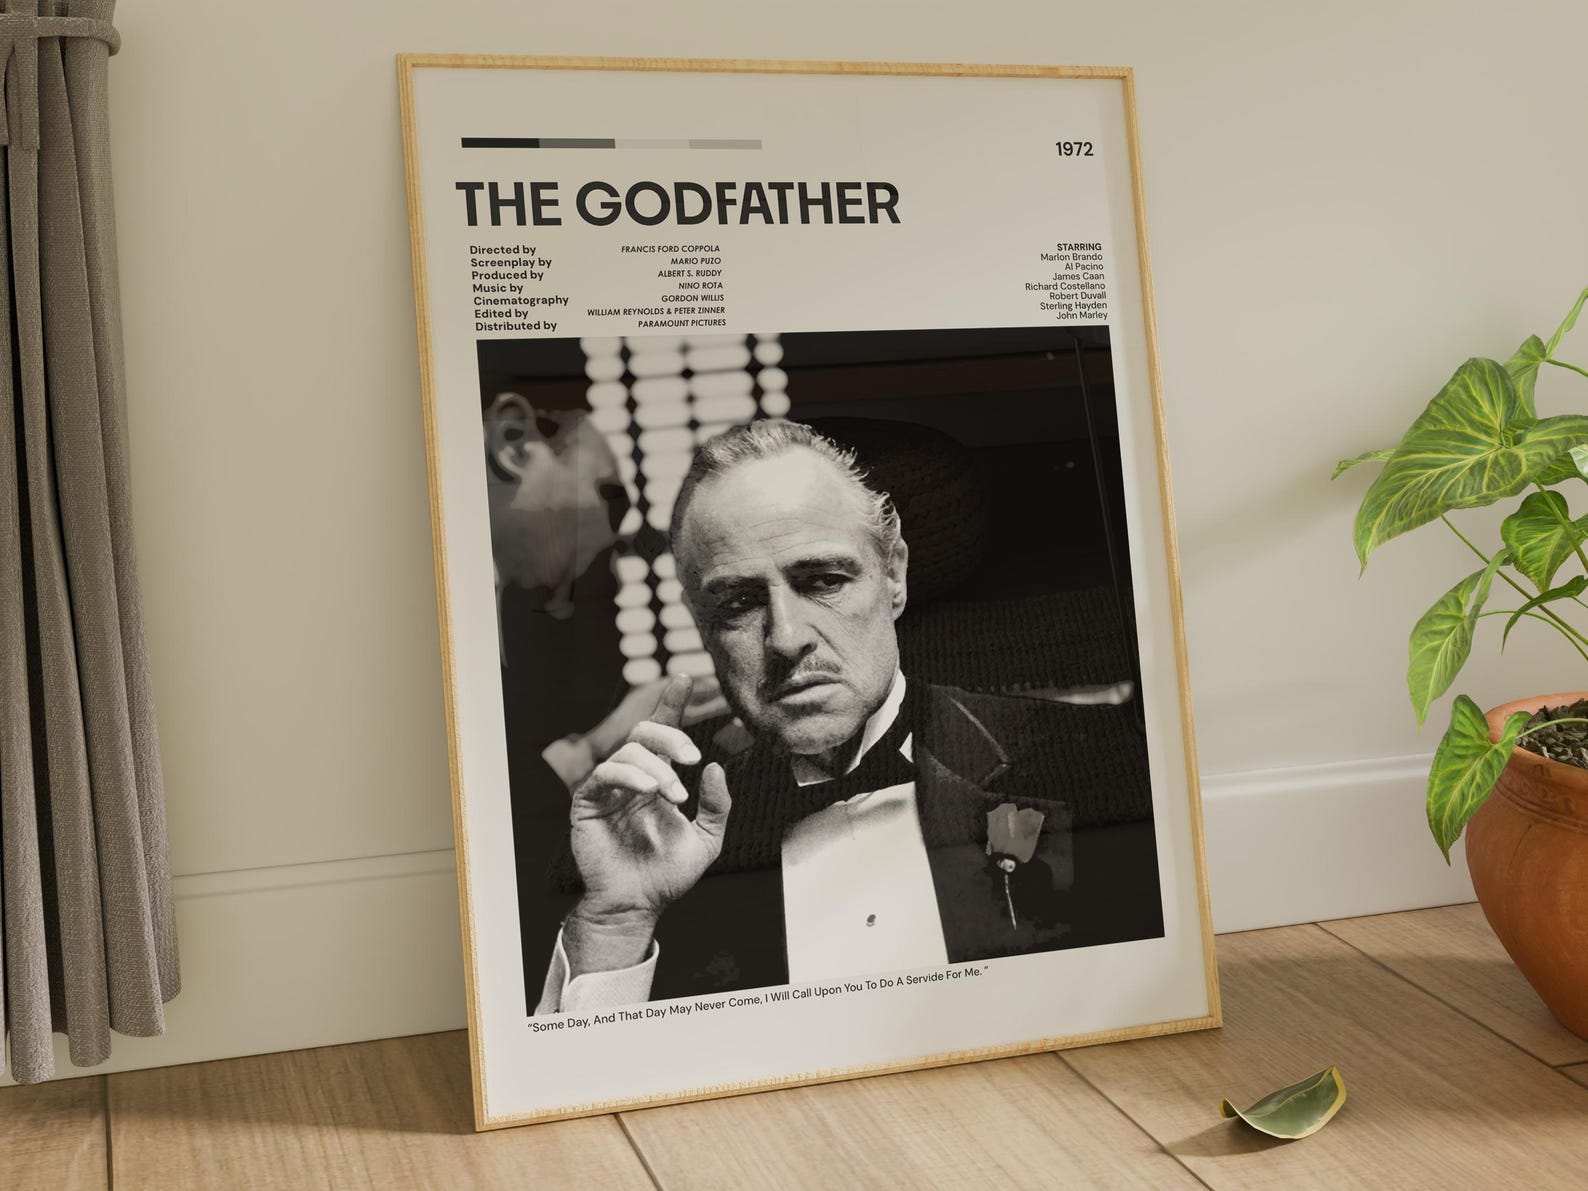 1972
THE GODFATHER
Directed by FRANCIS FORD COPPOLA
Screenplay by MARIO PUZO
Produced by ALBERT S. RUDDY
Music by NINO ROTA
Cinematography GORDON WILLIS
Edited by WILLIAM REYNOLDS & PETER ZINNER
Distributed by PARAMOUNT PICTURES
STARRING
Marlon Brando
Al Pacino
James Caan
Richard Costellano
Robert Duvall
Sterling Hayden
John Marley
“Some Day, And That Day May Never Come, I Will Call Upon You To Do A Servide For Me. ”